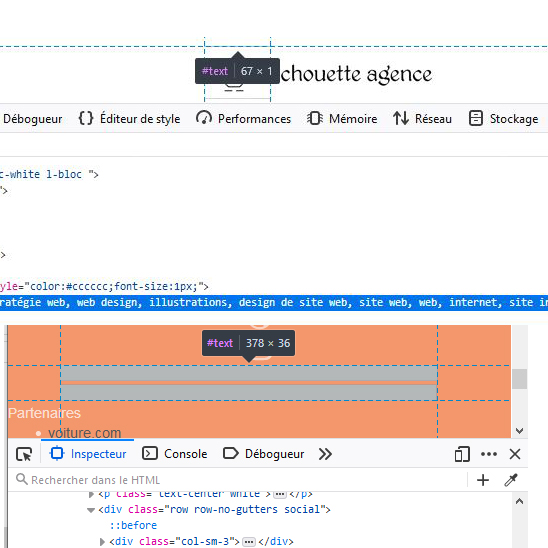 #text 67 × 1
chouette agence
Débogueur {} Éditeur de style Performances Mémoire Réseau Stockage
c-white l-bloc ">
">
>
yle="color:#cccccc;font-size:1px;">
ratégie web, web design, illustrations, design de site web, site web, web, internet, site in
#text 378 × 36
Partenaires
voiture.com
Inspecteur Console Débogueur
Rechercher dans le HTML
<p class="text-center white"> </p>
<div class="row row-no-gutters social">
::before
<div class="col-sm-3"> </div>